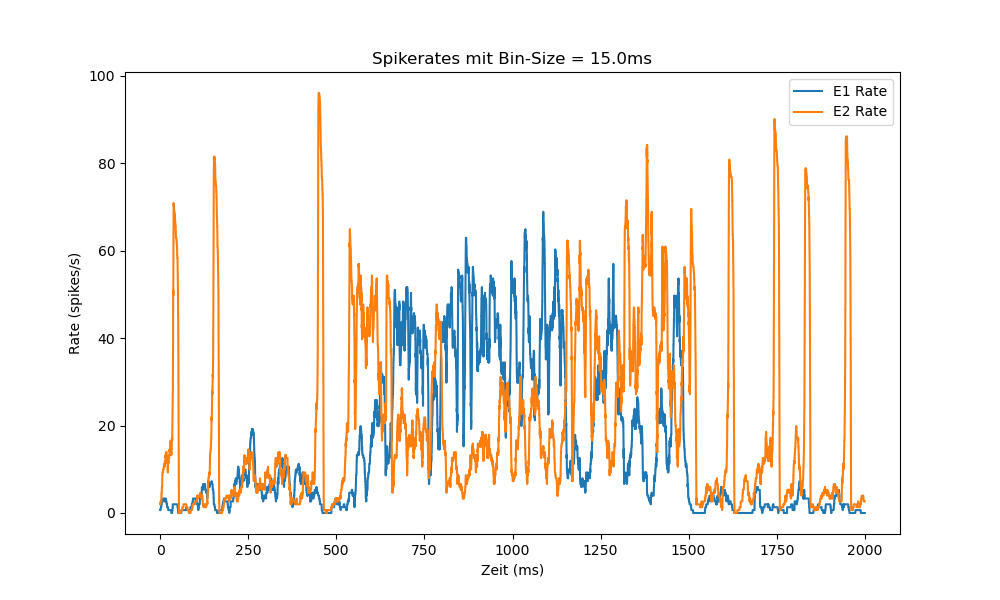 Spikerates mit Bin-Size = 15.0ms
E1 Rate
E2 Rate
Rate (spikes/s)
100
80
60
40
20
0
0 250 500 750 1000 1250 1500 1750 2000
Zeit (ms)